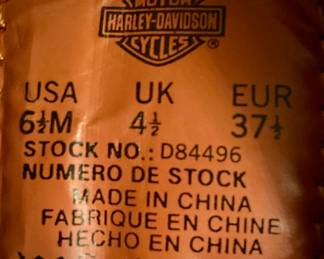 MOTOR
HARLEY-DAVIDSON
CYCLES®
USA UK EUR
6½M 4½ 37½
STOCK NO.: D84496
NUMERO DE STOCK
MADE IN CHINA
FABRIQUE EN CHINE
HECHO EN CHINA